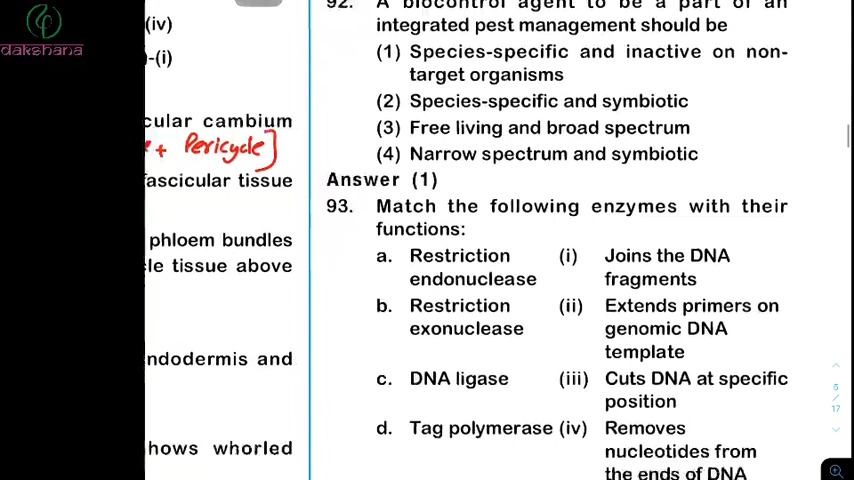 dakshana
(iv)
-(i)
cular cambium
+ Pericycle]
fascicular tissue
phloem bundles
le tissue above
ndodermis and
hows whorled
92. A biocontrol agent to be a part of an
integrated pest management should be
(1) Species-specific and inactive on non-
target organisms
(2) Species-specific and symbiotic
(3) Free living and broad spectrum
(4) Narrow spectrum and symbiotic
Answer (1)
93. Match the following enzymes with their
functions:
a. Restriction (i) Joins the DNA
endonuclease fragments
b. Restriction (ii) Extends primers on
exonuclease genomic DNA
template
c. DNA ligase (iii) Cuts DNA at specific
position
d. Tag polymerase (iv) Removes
nucleotides from
the ends of DNA
5
/
17